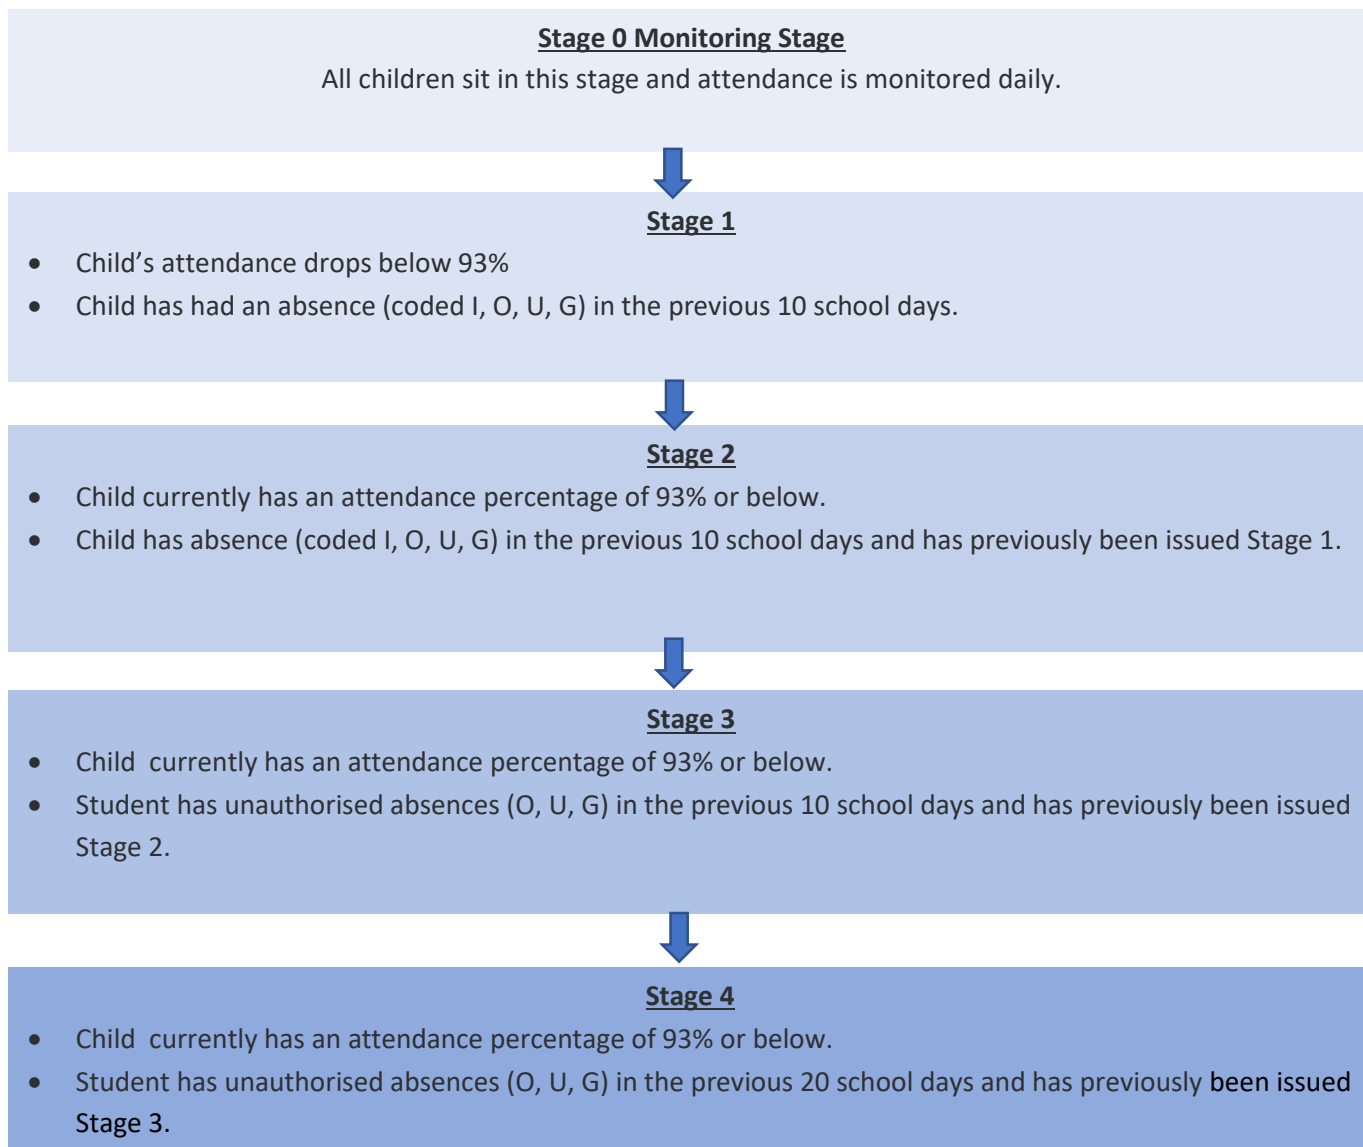 Stage 0 Monitoring Stage
All children sit in this stage and attendance is monitored daily.
Stage 1
• Child’s attendance drops below 93%
• Child has had an absence (coded I, O, U, G) in the previous 10 school days.
Stage 2
• Child currently has an attendance percentage of 93% or below.
• Child has absence (coded I, O, U, G) in the previous 10 school days and has previously been issued Stage 1.
Stage 3
• Child  currently has an attendance percentage of 93% or below.
• Student has unauthorised absences (O, U, G) in the previous 10 school days and has previously been issued
Stage 2.
Stage 4
• Child  currently has an attendance percentage of 93% or below.
• Student has unauthorised absences (O, U, G) in the previous 20 school days and has previously been issued
Stage 3.